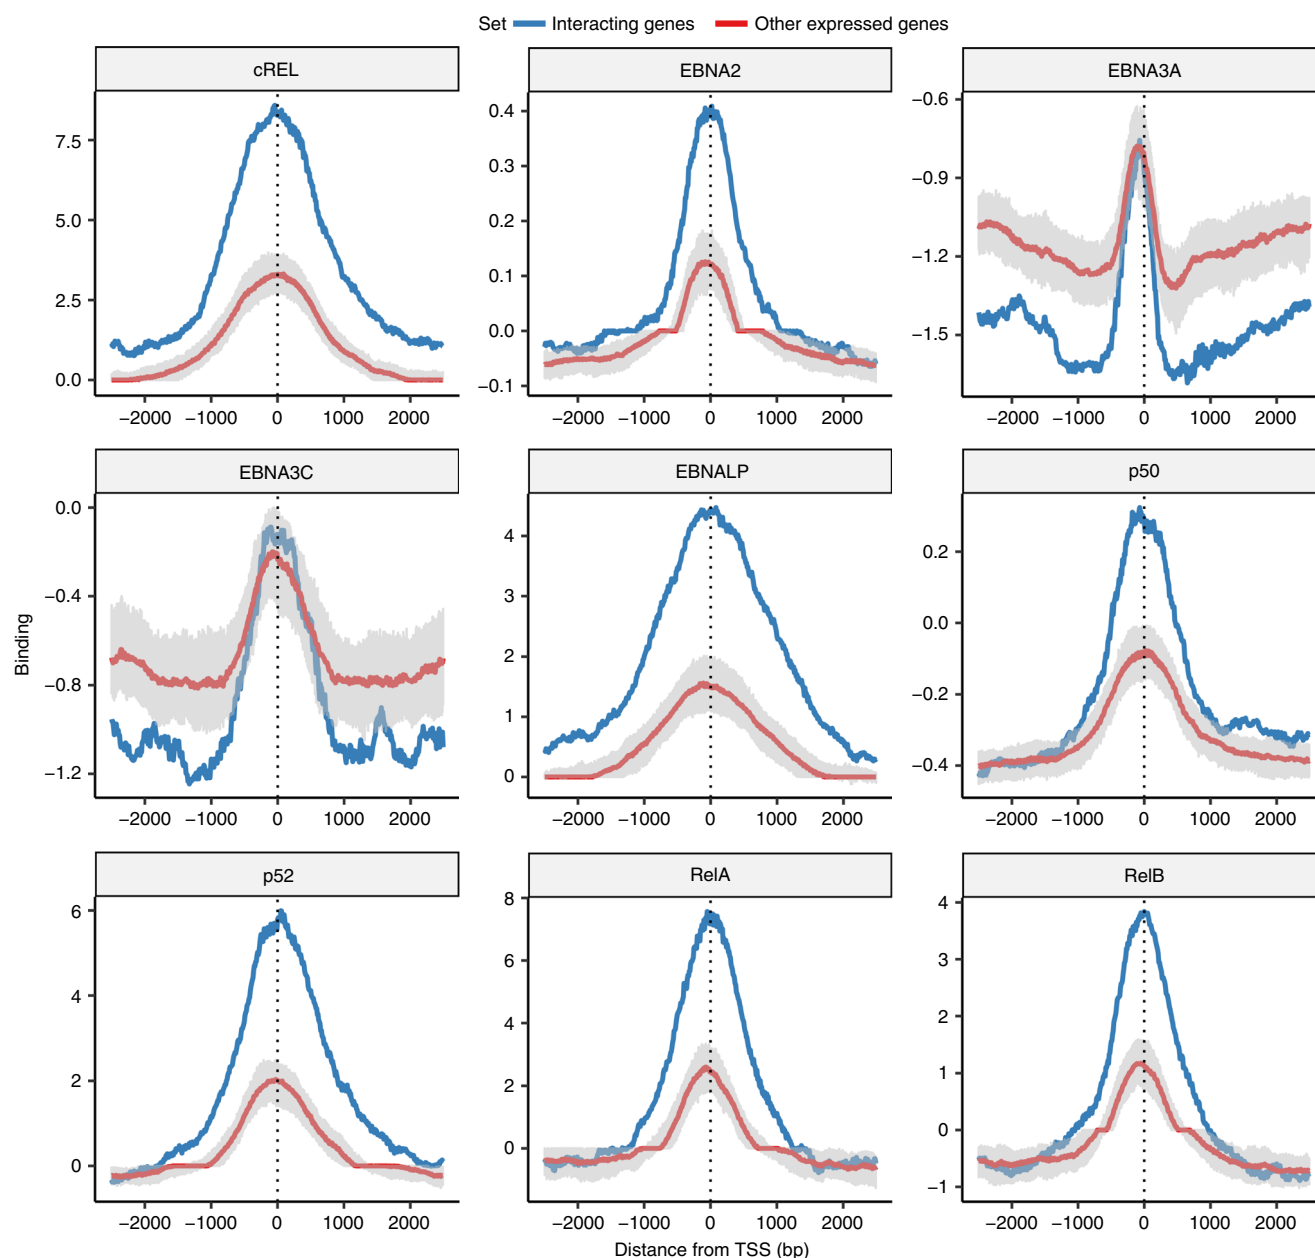 Set Interacting genes Other expressed genes
cREL EBNA2 EBNA3A
7.5
5.0
2.5
0.0
−2000 −1000 0 1000 2000
0.4
0.3
0.2
0.1
0.0
−0.1
−2000 −1000 0 1000 2000
−0.6
−0.9
−1.2
−1.5
−2000 −1000 0 1000 2000
EBNA3C EBNALP p50
Binding
0.0
−0.4
−0.8
−1.2
−2000 −1000 0 1000 2000
4
3
2
1
0
−2000 −1000 0 1000 2000
0.2
0.0
−0.2
−0.4
−2000 −1000 0 1000 2000
p52 RelA RelB
6
4
2
0
−2000 −1000 0 1000 2000
8
6
4
2
0
−2000 −1000 0 1000 2000
4
3
2
1
0
−1
−2000 −1000 0 1000 2000
Distance from TSS (bp)